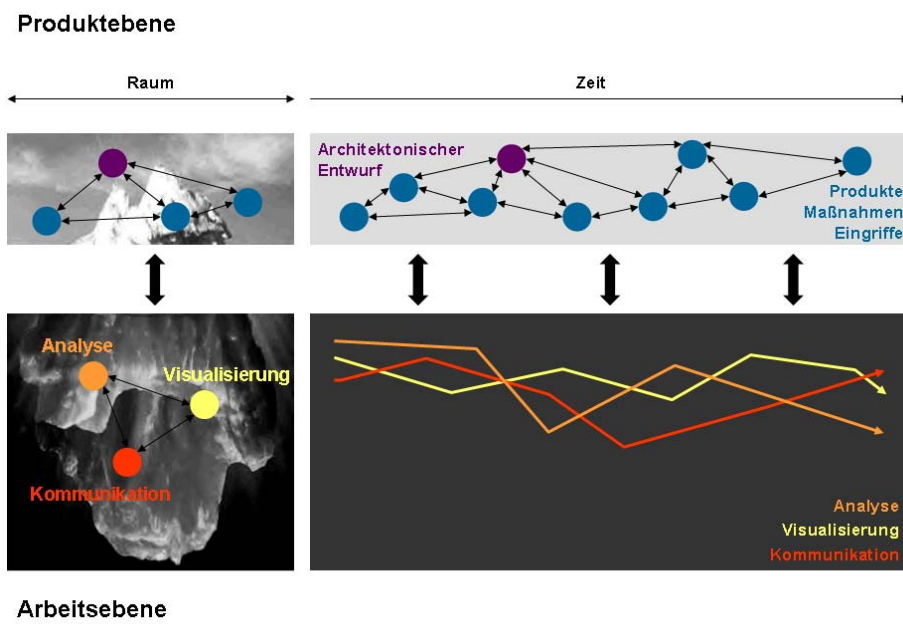 Produktebene
Raum
Zeit
Architektonischer
Entwurf
Produkte
Maßnahmen
Eingriffe
Analyse
Visualisierung
Kommunikation
Analyse
Visualisierung
Kommunikation
Arbeitsebene